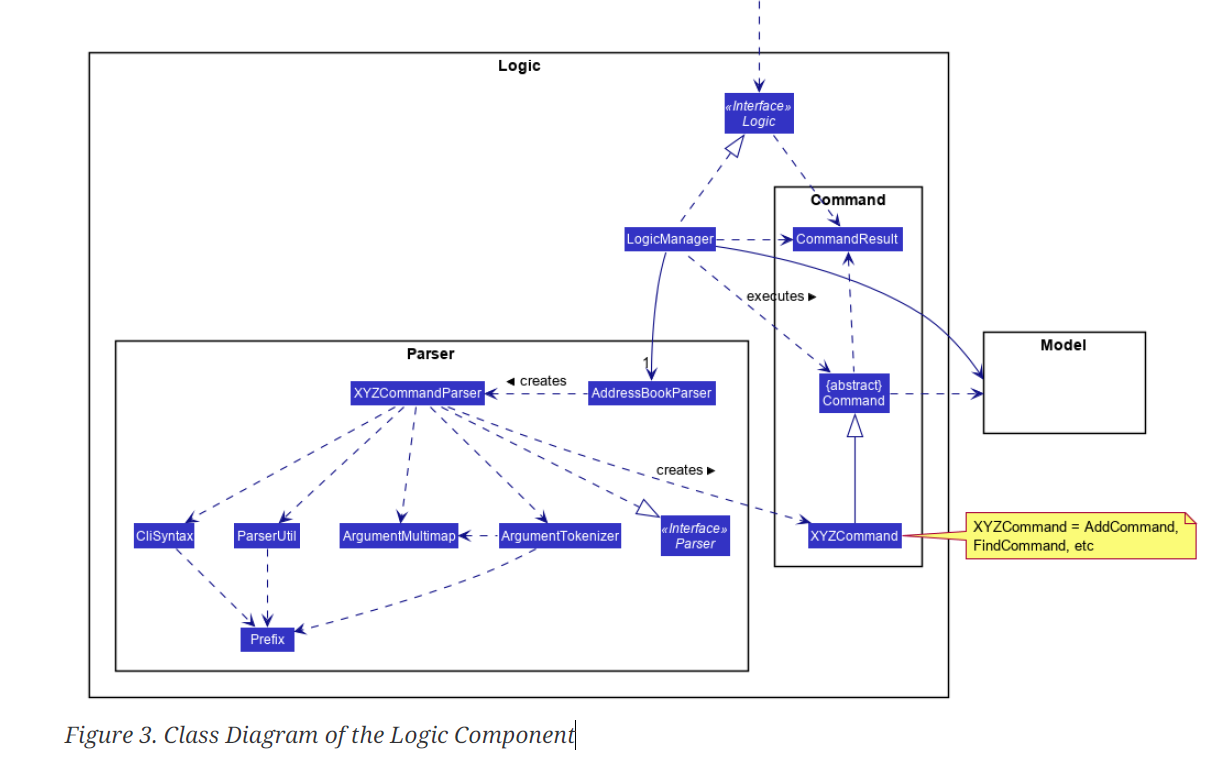 Logic
«Interface»
Logic
Command
LogicManager
CommandResult
executes ►
Model
Parser
1
{abstract}
Command
XYZCommandParser
◄ creates
AddressBookParser
creates ►
CliSyntax
ParserUtil
ArgumentMultimap
ArgumentTokenizer
«Interface»
Parser
XYZCommand
XYZCommand = AddCommand,
FindCommand, etc
Prefix
Figure 3. Class Diagram of the Logic Component